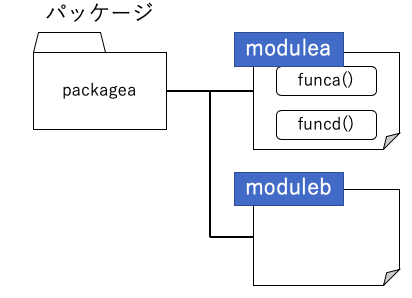 パッケージ
packagea
modulea
funca()
funcd()
moduleb